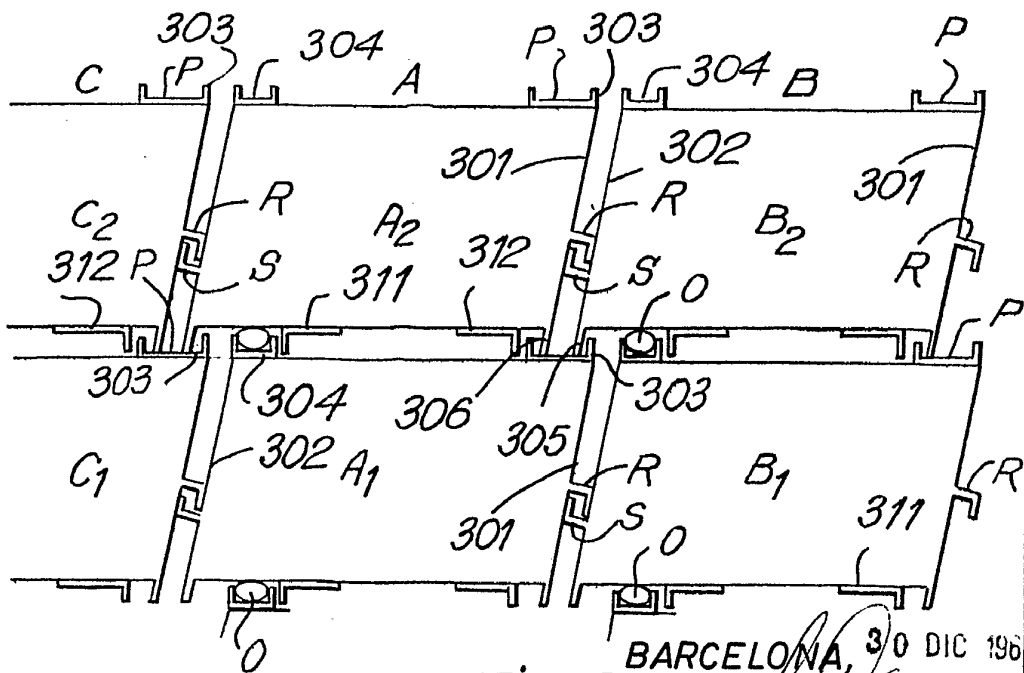 303 304 P 303 P
C P A 304 B
301 302 301
R R
C₂ A₂ B₂ R
312 P S 311 312 S O P
303 304 306 305 303
302
C₁ A₁ R B₁ R
301 S 311
O
O
BARCELONA, 30 DIC 196